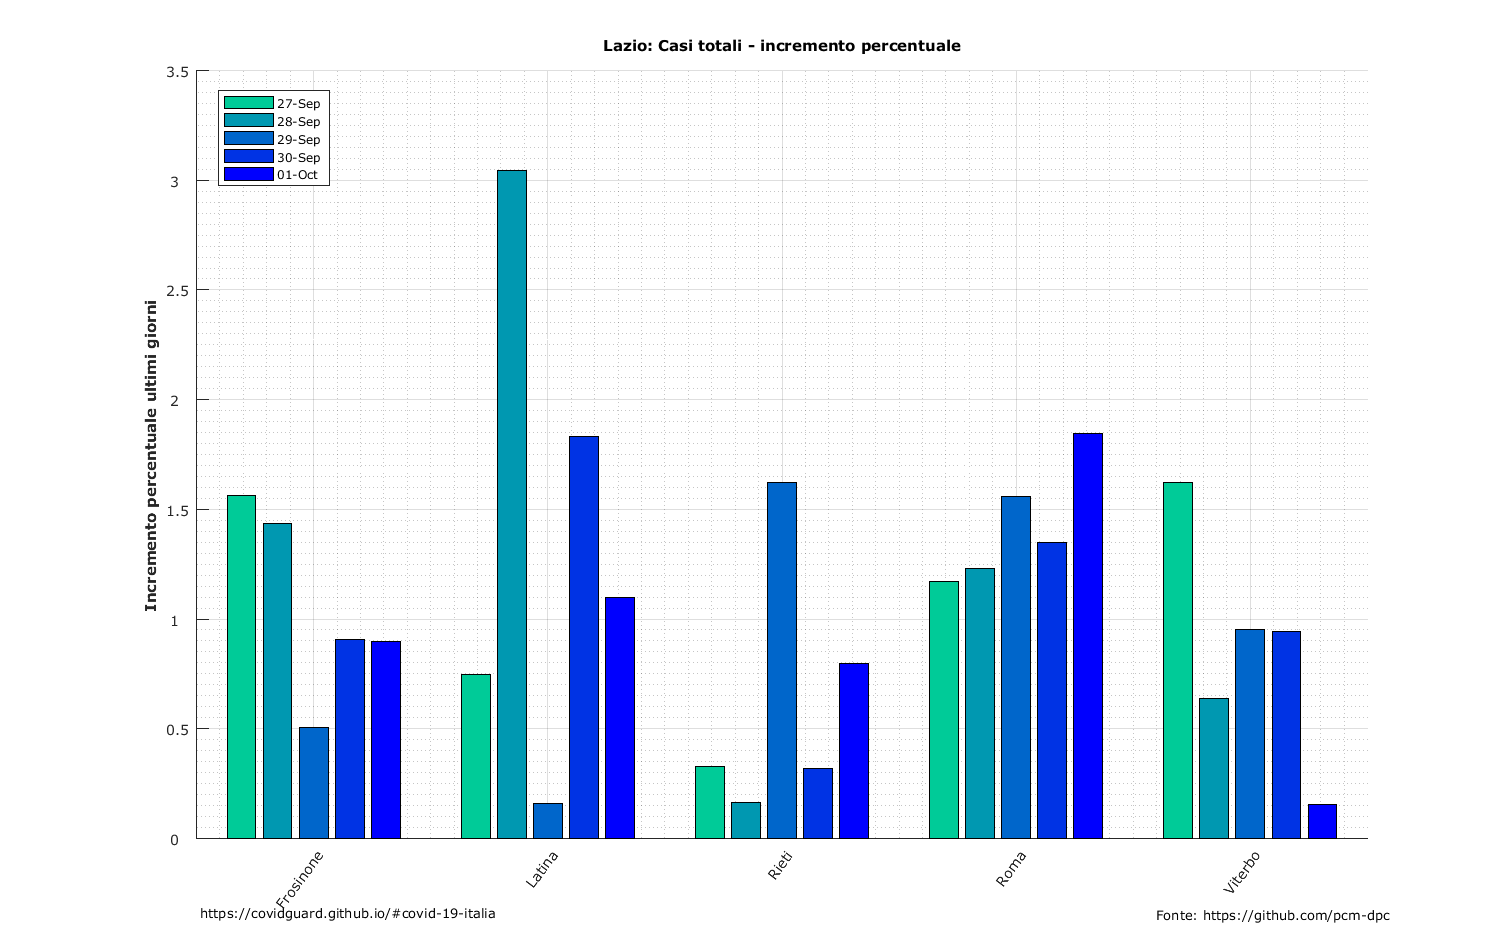 Lazio: Casi totali - incremento percentuale
3.5
3
2.5
2
1.5
1
0.5
0
Incremento percentuale ultimi giorni
27-Sep
28-Sep
29-Sep
30-Sep
01-Oct
Frosinone
Latina
Rieti
Roma
Viterbo
https://covidguard.github.io/#covid-19-italia
Fonte: https://github.com/pcm-dpc